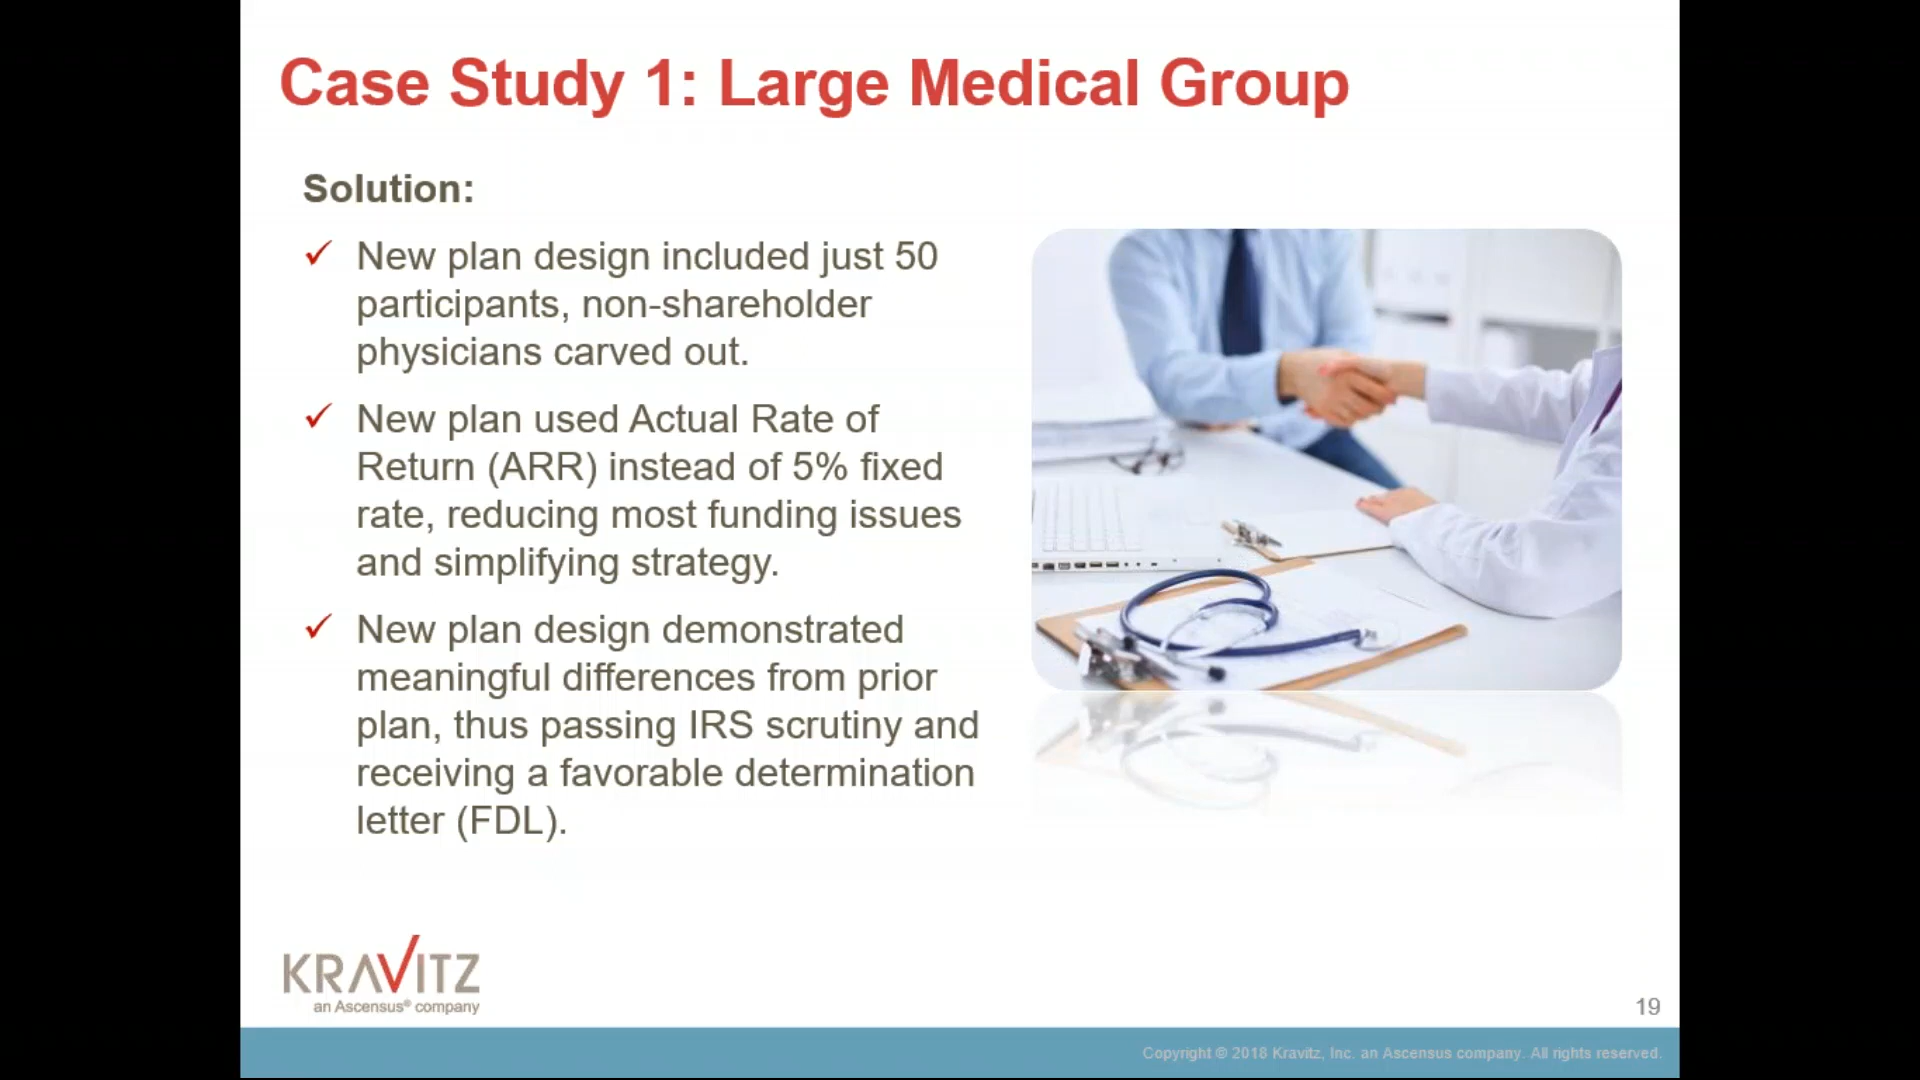 Case Study 1: Large Medical Group
Solution:
New plan design included just 50
participants, non-shareholder
physicians carved out.
New plan used Actual Rate of
Return (ARR) instead of 5% fixed
rate, reducing most funding issues
and simplifying strategy.
New plan design demonstrated
meaningful differences from prior
plan, thus passing IRS scrutiny and
receiving a favorable determination
letter (FDL).
KRAVITZ
an Ascensus® company
19
Copyright © 2018 Kravitz, Inc. an Ascensus company. All rights reserved.